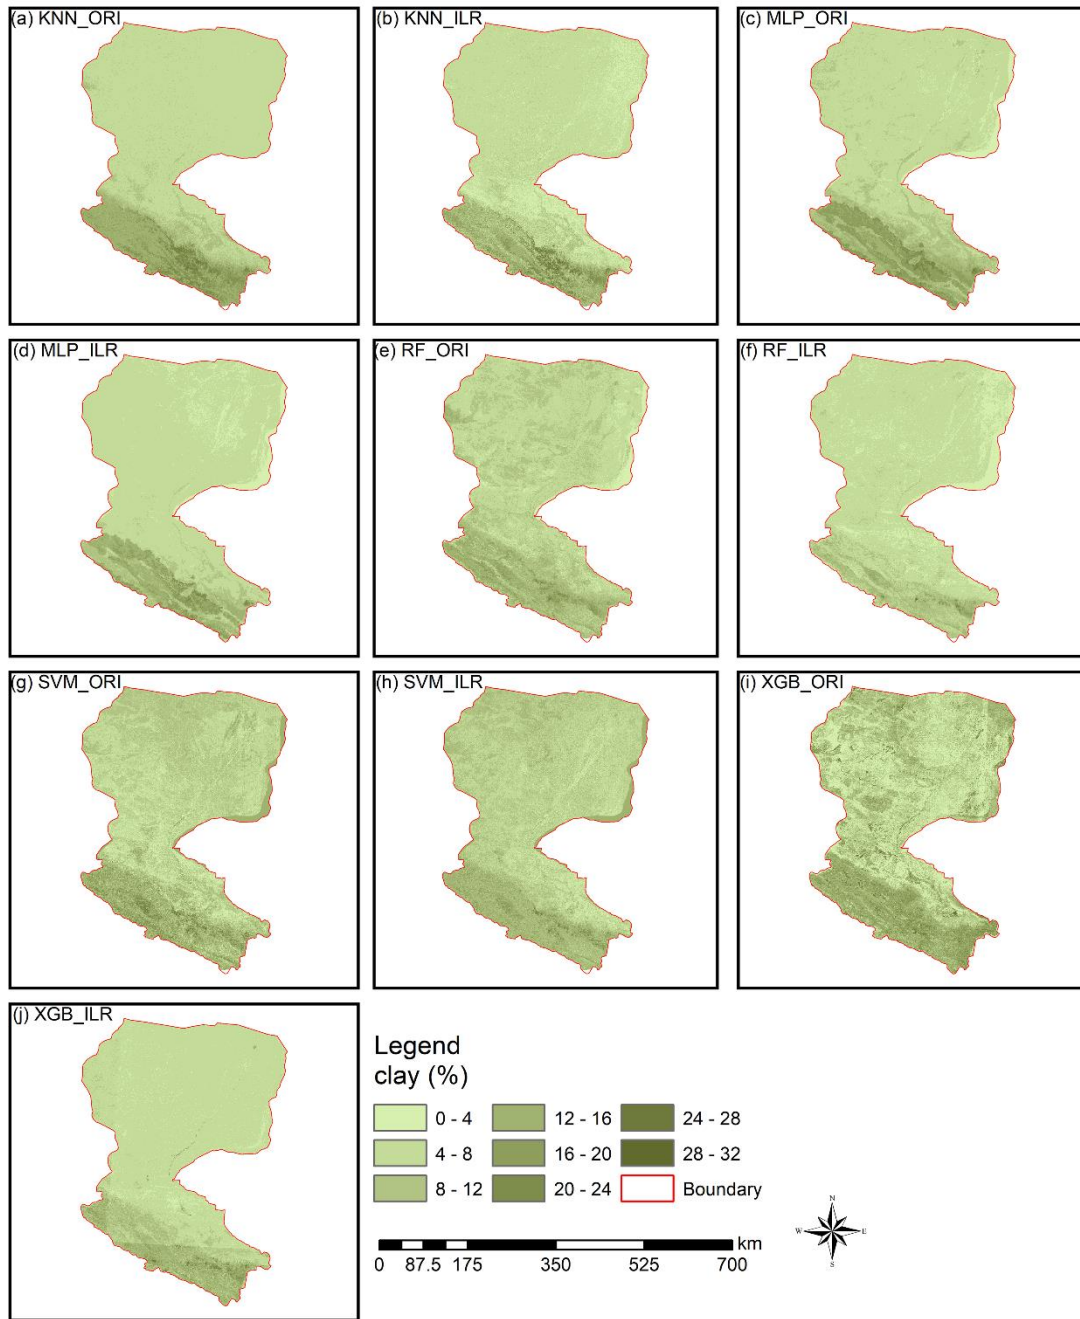 (a) KNN_ORI
(b) KNN_ILR
(c) MLP_ORI
(d) MLP_ILR
(e) RF_ORI
(f) RF_ILR
(g) SVM_ORI
(h) SVM_ILR
(i) XGB_ORI
(j) XGB_ILR
Legend
clay (%)
0 - 4 12 - 16 24 - 28
4 - 8 16 - 20 28 - 32
8 - 12 20 - 24 Boundary
km
0 87.5 175 350 525 700
N
W E
S